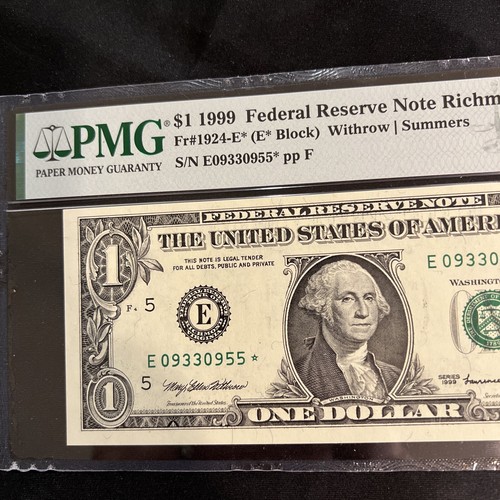 PMG®
PAPER MONEY GUARANTY
$1 1999 Federal Reserve Note Richm
Fr#1924-E* (E* Block) Withrow | Summers
S/N E09330955* pp F
FEDERAL RESERVE NOTE
THE UNITED STATES OF AMER
THIS NOTE IS LEGAL TENDER
FOR ALL DEBTS, PUBLIC AND PRIVATE
1
E 09330
WASHINGT
F4 5
E
E 09330955 *
5
WASHINGTON
SERIES
1999
1
ONE DOLLAR